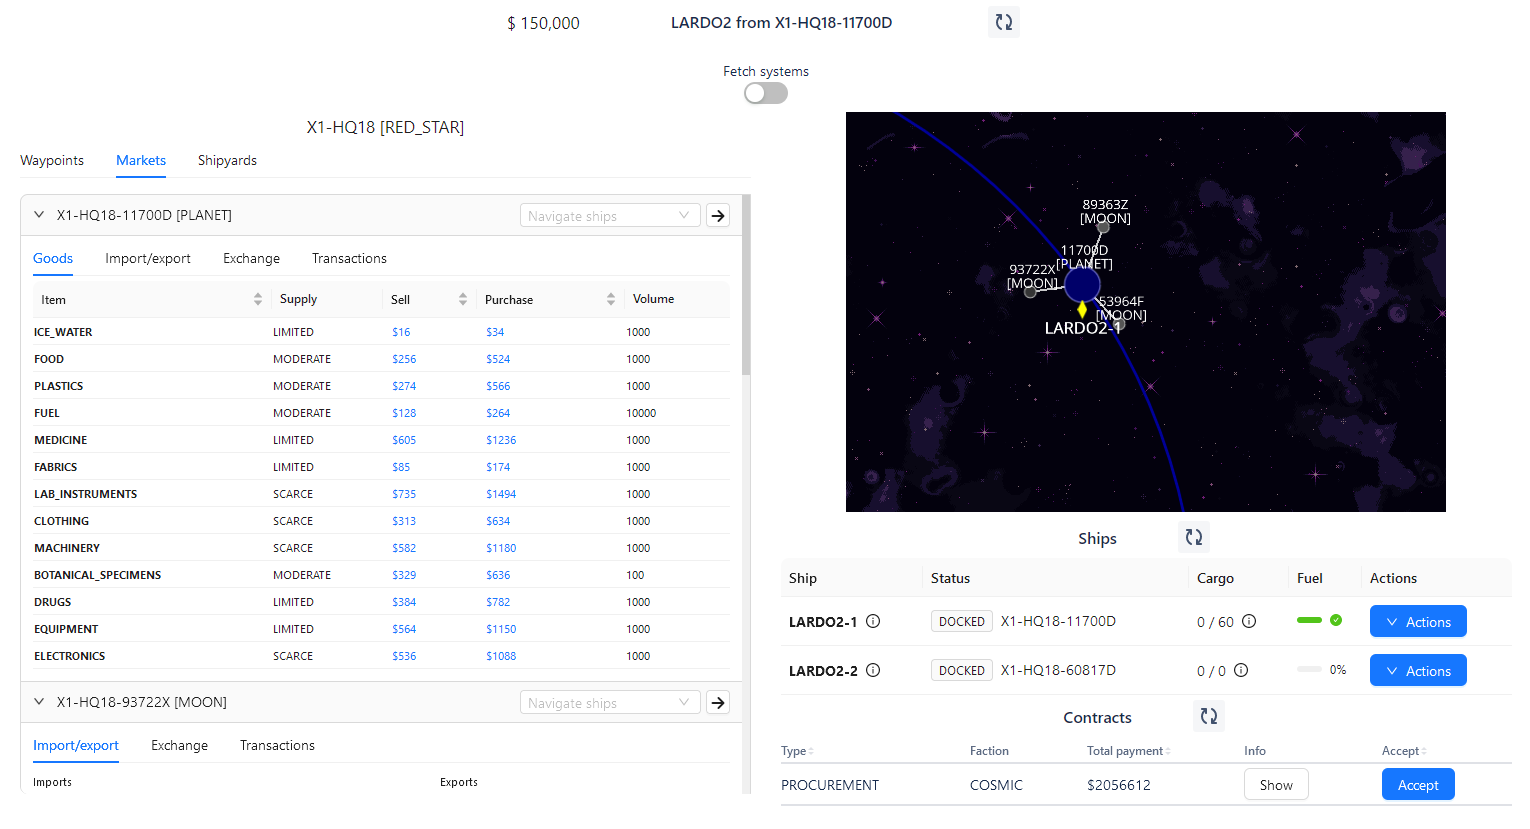 $ 150,000
LARDO2 from X1-HQ18-11700D
Fetch systems
X1-HQ18 [RED_STAR]
Waypoints Markets Shipyards
X1-HQ18-11700D [PLANET] Navigate ships
Goods Import/export Exchange Transactions
Item Supply Sell Purchase Volume
ICE_WATER LIMITED $16 $34 1000
FOOD MODERATE $256 $524 1000
PLASTICS MODERATE $274 $566 1000
FUEL MODERATE $128 $264 10000
MEDICINE LIMITED $605 $1236 1000
FABRICS LIMITED $85 $174 1000
LAB_INSTRUMENTS SCARCE $735 $1494 1000
CLOTHING SCARCE $313 $634 1000
MACHINERY SCARCE $582 $1180 1000
BOTANICAL_SPECIMENS MODERATE $329 $636 100
DRUGS LIMITED $384 $782 1000
EQUIPMENT LIMITED $564 $1150 1000
ELECTRONICS SCARCE $536 $1088 1000
X1-HQ18-93722X [MOON] Navigate ships
Import/export Exchange Transactions
Imports Exports
89363Z
[MOON]
11700D
[PLANET]
93722X
[MOON]
53964F
[MOON]
LARDO2-1
Ships
Ship Status Cargo Fuel Actions
LARDO2-1 DOCKED X1-HQ18-11700D 0 / 60 Actions
LARDO2-2 DOCKED X1-HQ18-60817D 0 / 0 0% Actions
Contracts
Type Faction Total payment Info Accept
PROCUREMENT COSMIC $2056612 Show Accept